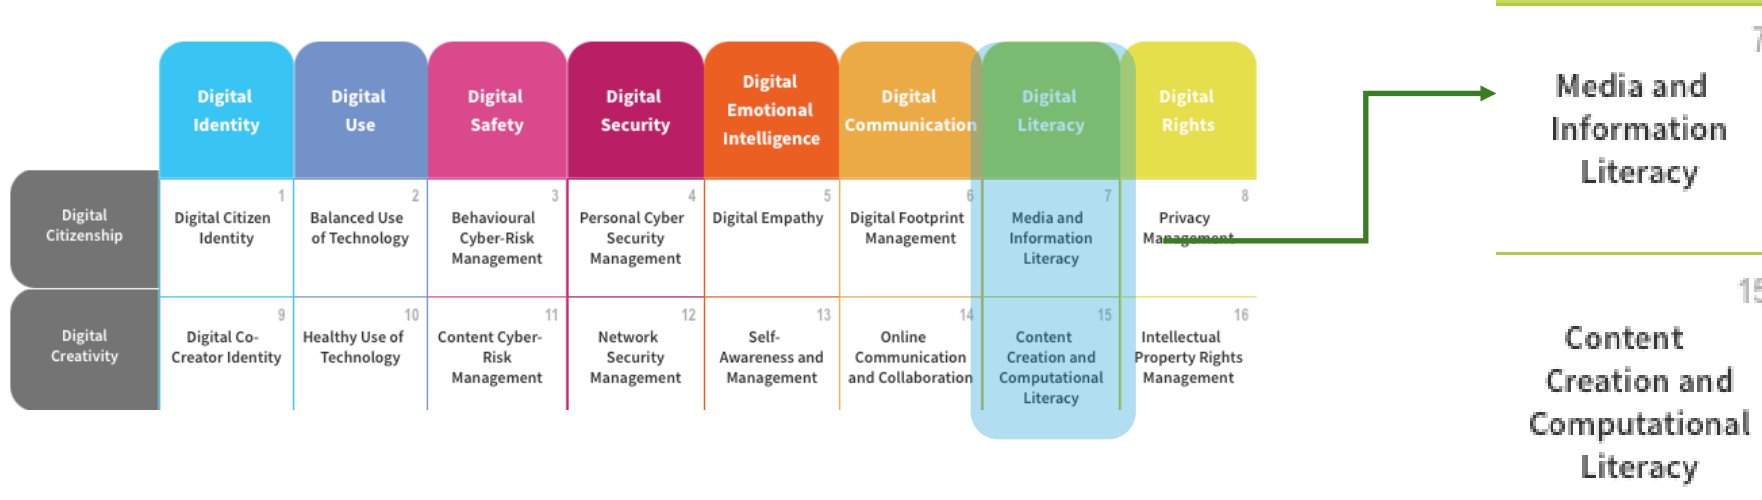 Digital
Identity
Digital
Use
Digital
Safety
Digital
Security
Digital
Emotional
Intelligence
Digital
Communication
Digital
Literacy
Digital
Rights
Digital
Citizenship
1
Digital Citizen
Identity
2
Balanced Use
of Technology
3
Behavioural
Cyber-Risk
Management
4
Personal Cyber
Security
Management
5
Digital Empathy
6
Digital Footprint
Management
7
Media and
Information
Literacy
8
Privacy
Management
Digital
Creativity
9
Digital Co-
Creator Identity
10
Healthy Use of
Technology
11
Content Cyber-
Risk
Management
12
Network
Security
Management
13
Self-
Awareness and
Management
14
Online
Communication
and Collaboration
15
Content
Creation and
Computational
Literacy
16
Intellectual
Property Rights
Management
7
Media and
Information
Literacy
15
Content
Creation and
Computational
Literacy